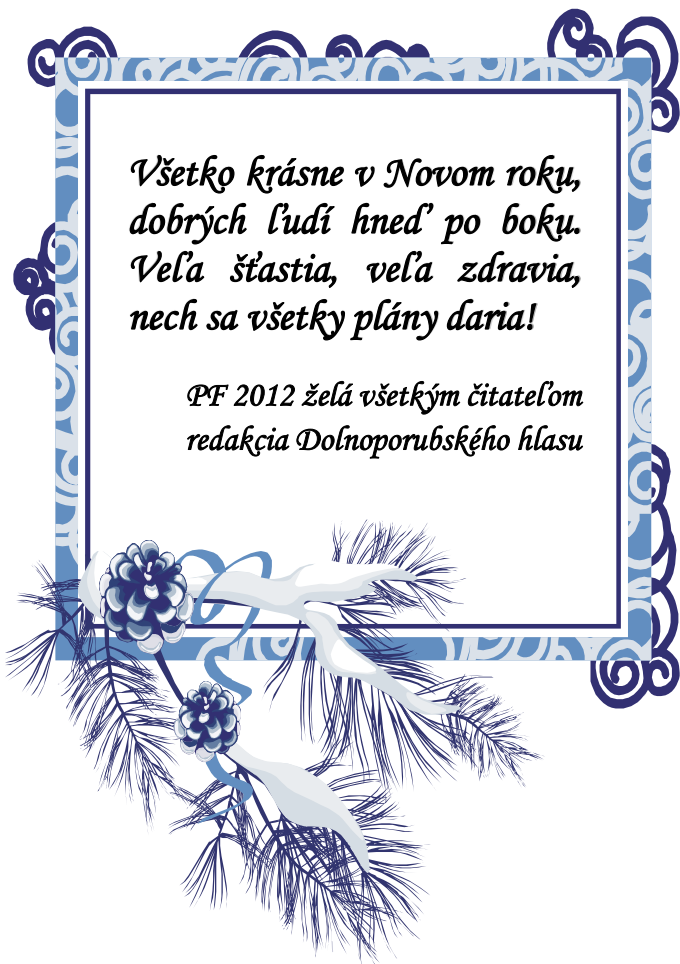 Všetko krásne v Novom roku,
dobrých ľudí hneď po boku.
Veľa šťastia, veľa zdravia,
nech sa všetky plány daria!
PF 2012 želá všetkým čitateľom
redakcia Dolnoporubského hlasu